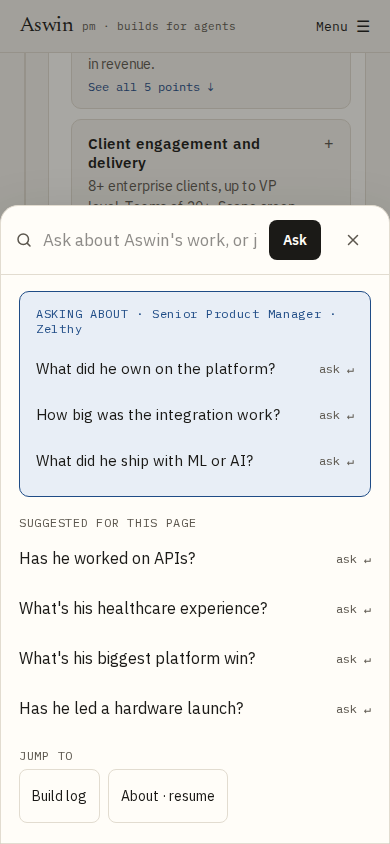 Aswin pm · builds for agents Menu ☰
in revenue.
See all 5 points ↓
Client engagement and +
delivery
8+ enterprise clients, up to VP
Ask about Aswin's work, or j Ask ×
ASKING ABOUT · Senior Product Manager ·
Zelthy
What did he own on the platform? ask ↵
How big was the integration work? ask ↵
What did he ship with ML or AI? ask ↵
SUGGESTED FOR THIS PAGE
Has he worked on APIs? ask ↵
What's his healthcare experience? ask ↵
What's his biggest platform win? ask ↵
Has he led a hardware launch? ask ↵
JUMP TO
Build log About · resume